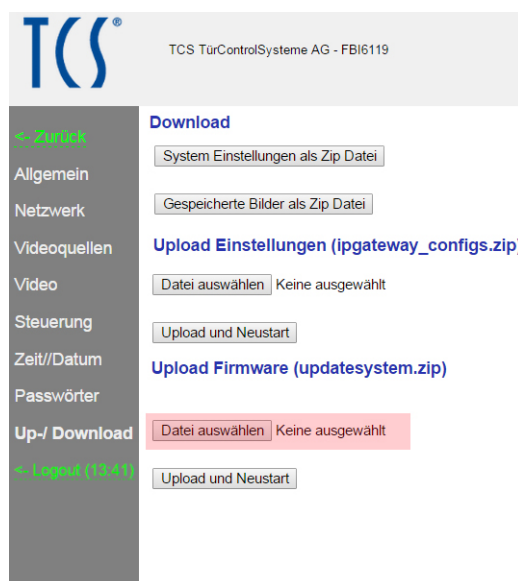 TCS®
TCS TürControlSysteme AG - FBI6119
<- Zurück
Allgemein
Netzwerk
Videoquellen
Video
Steuerung
Zeit//Datum
Passwörter
Up-/ Download
<- Logout (13:41)
Download
System Einstellungen als Zip Datei
Gespeicherte Bilder als Zip Datei
Upload Einstellungen (ipgateway_configs.zip)
Datei auswählen Keine ausgewählt
Upload und Neustart
Upload Firmware (updatesystem.zip)
Datei auswählen Keine ausgewählt
Upload und Neustart